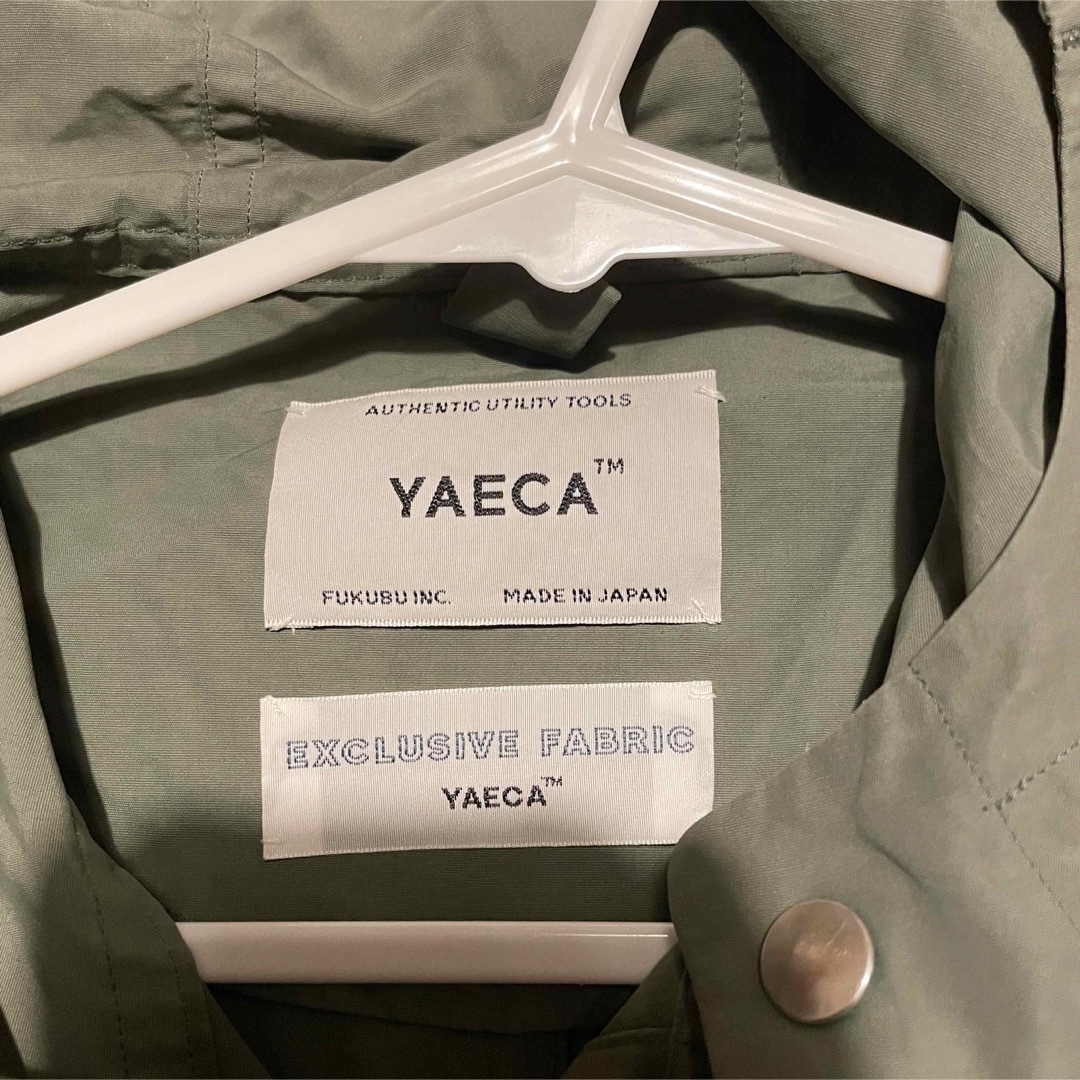 AUTHENTIC UTILITY TOOLS
YAECA™
FUKUBU INC. MADE IN JAPAN
EXCLUSIVE FABRIC
YAECA™